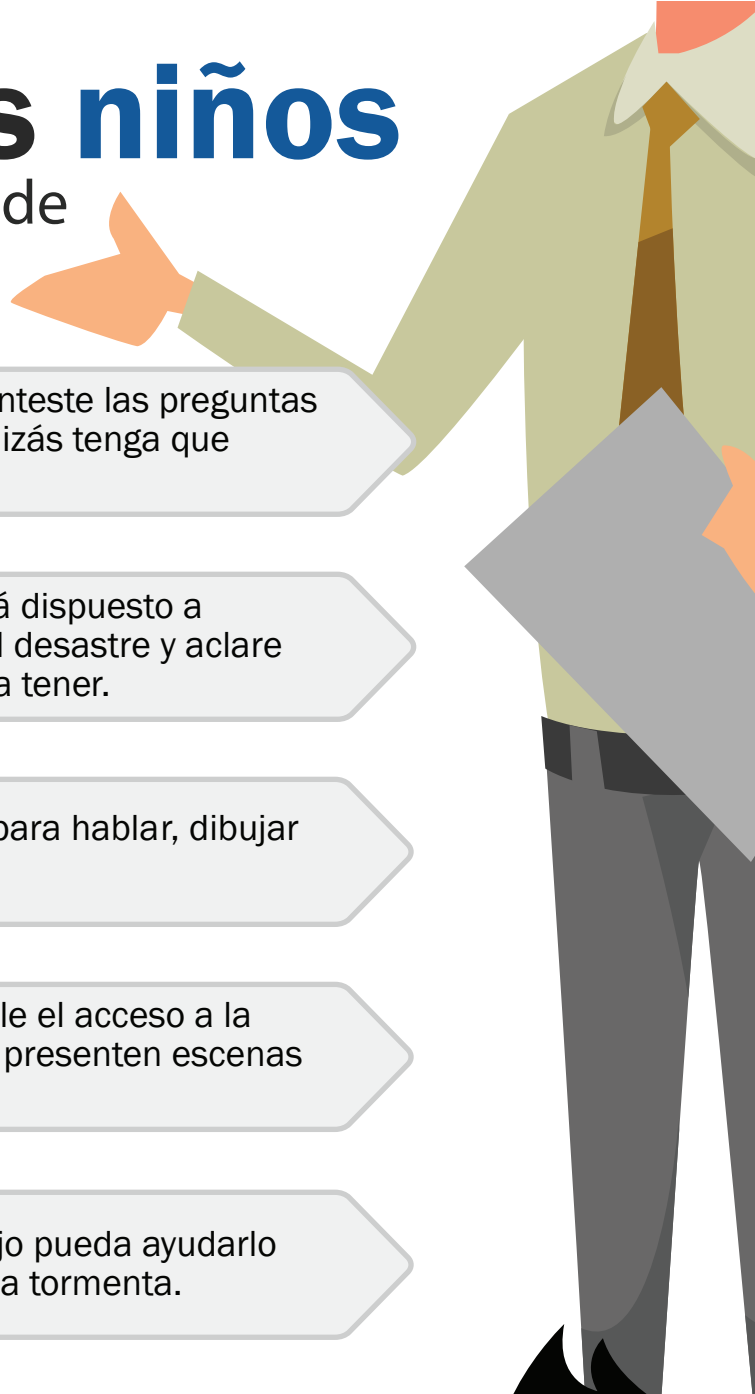 s niños
de
nteste las preguntas
izás tenga que
á dispuesto a
l desastre y aclare
a tener.
para hablar, dibujar
le el acceso a la
presenten escenas
jo pueda ayudarlo
a tormenta.